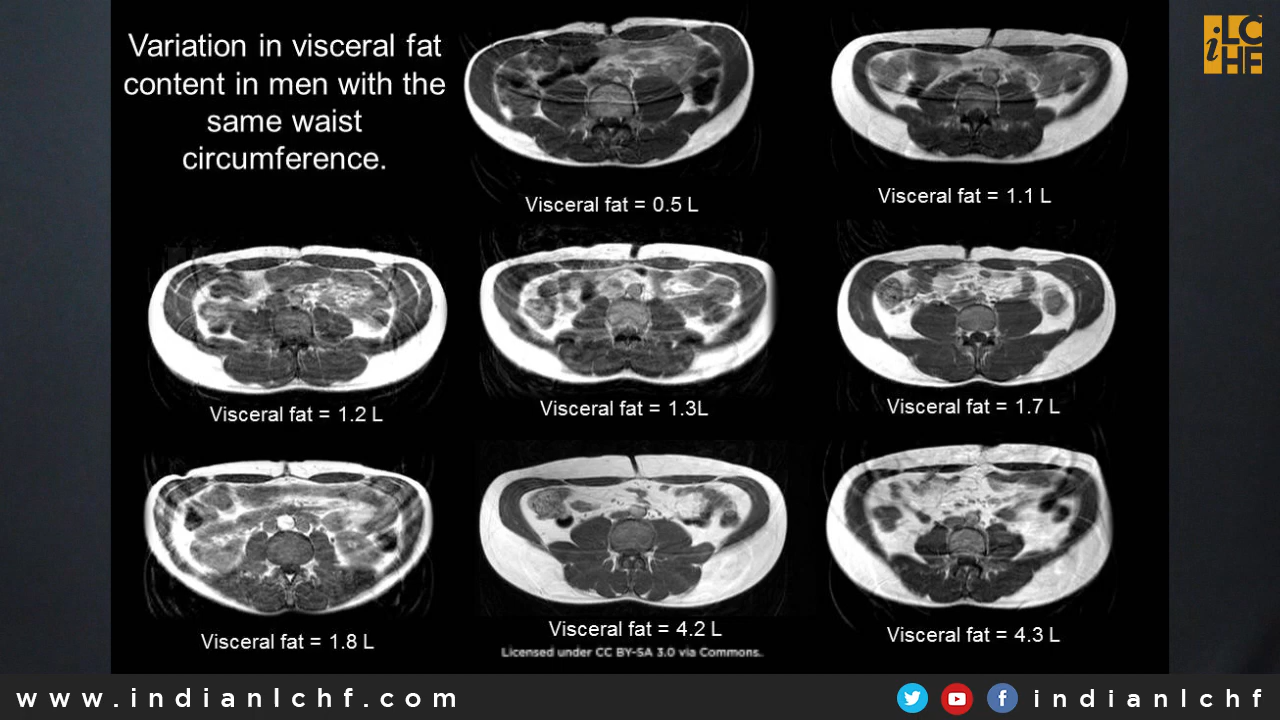 Variation in visceral fat
content in men with the
same waist
circumference.
iLC
HF
Visceral fat = 0.5 L
Visceral fat = 1.1 L
Visceral fat = 1.2 L
Visceral fat = 1.3L
Visceral fat = 1.7 L
Visceral fat = 1.8 L
Visceral fat = 4.2 L
Visceral fat = 4.3 L
Licensed under CC BY-SA 3.0 via Commons.
www.indianlchf.com
indianlchf